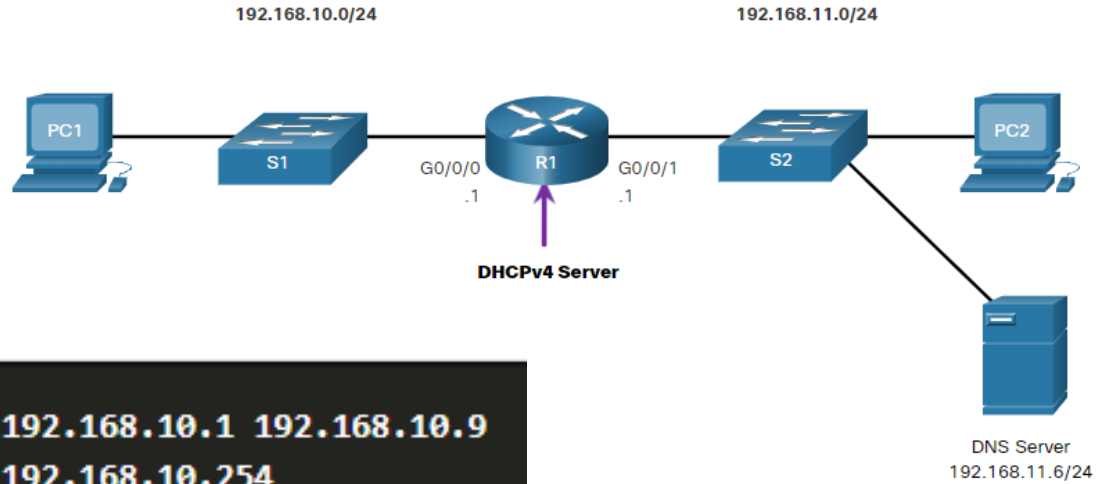 192.168.10.0/24
192.168.11.0/24
PC1
S1
G0/0/0
.1
R1
G0/0/1
.1
S2
PC2
DHCPv4 Server
192.168.10.1 192.168.10.9
192.168.10.254
DNS Server
192.168.11.6/24